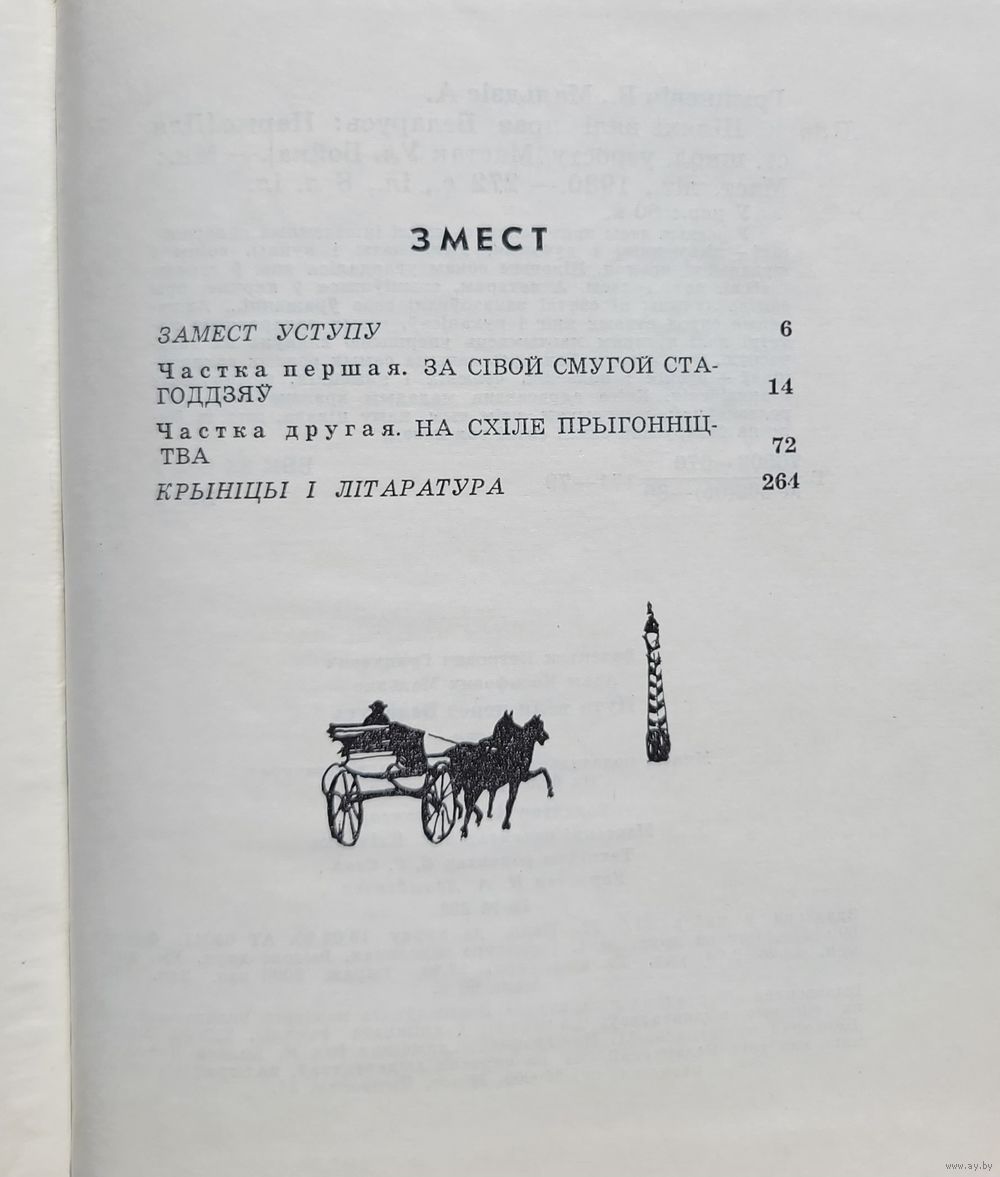 ЗМЕСТ
ЗАМЕСТ УСТУПУ 6
Частка першая. ЗА СІВОЙ СМУГОЙ СТА-
ГОДДЗЯЎ 14
Частка другая. НА СХІЛЕ ПРЫГОННІЦ-
ТВА 72
КРЫНІЦЫ І ЛІТАРАТУРА 264
www.ay.by